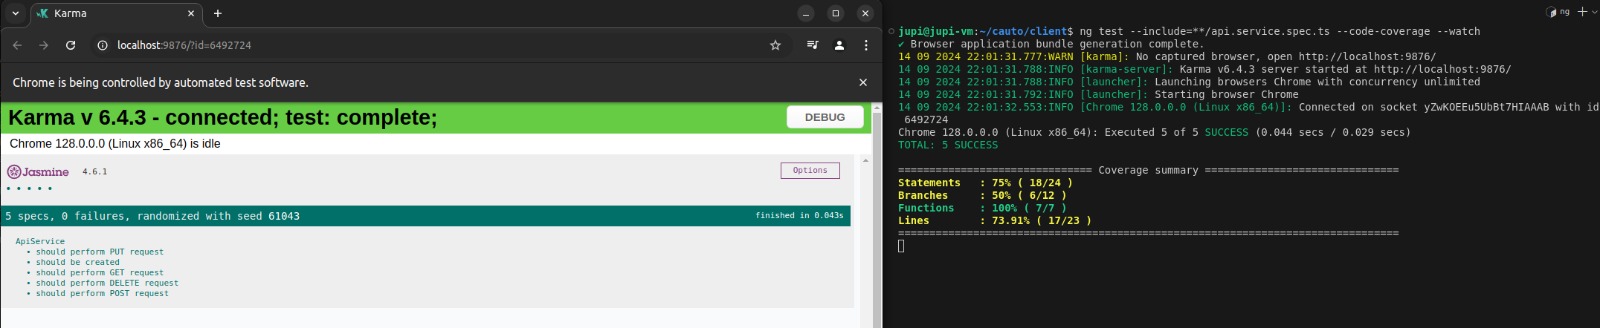 Karma
localhost:9876/?id=6492724
Chrome is being controlled by automated test software.
Karma v 6.4.3 - connected; test: complete;
DEBUG
Chrome 128.0.0.0 (Linux x86_64) is idle
Jasmine 4.6.1
Options
5 specs, 0 failures, randomized with seed 61043
finished in 0.043s
ApiService
• should perform PUT request
• should be created
• should perform GET request
• should perform DELETE request
• should perform POST request
ng
jupi@jupi-vm:~/cauto/client$ ng test --include=**/api.service.spec.ts --code-coverage --watch
✔ Browser application bundle generation complete.
14 09 2024 22:01:31.777:WARN [karma]: No captured browser, open http://localhost:9876/
14 09 2024 22:01:31.788:INFO [karma-server]: Karma v6.4.3 server started at http://localhost:9876/
14 09 2024 22:01:31.788:INFO [launcher]: Launching browsers Chrome with concurrency unlimited
14 09 2024 22:01:31.792:INFO [launcher]: Starting browser Chrome
14 09 2024 22:01:32.553:INFO [Chrome 128.0.0.0 (Linux x86_64)]: Connected on socket yZwKOEEu5UbBt7HIAAAB with id
6492724
Chrome 128.0.0.0 (Linux x86_64): Executed 5 of 5 SUCCESS (0.044 secs / 0.029 secs)
TOTAL: 5 SUCCESS
=============================== Coverage summary ===============================
Statements   : 75% ( 18/24 )
Branches     : 50% ( 6/12 )
Functions    : 100% ( 7/7 )
Lines        : 73.91% ( 17/23 )
================================================================================